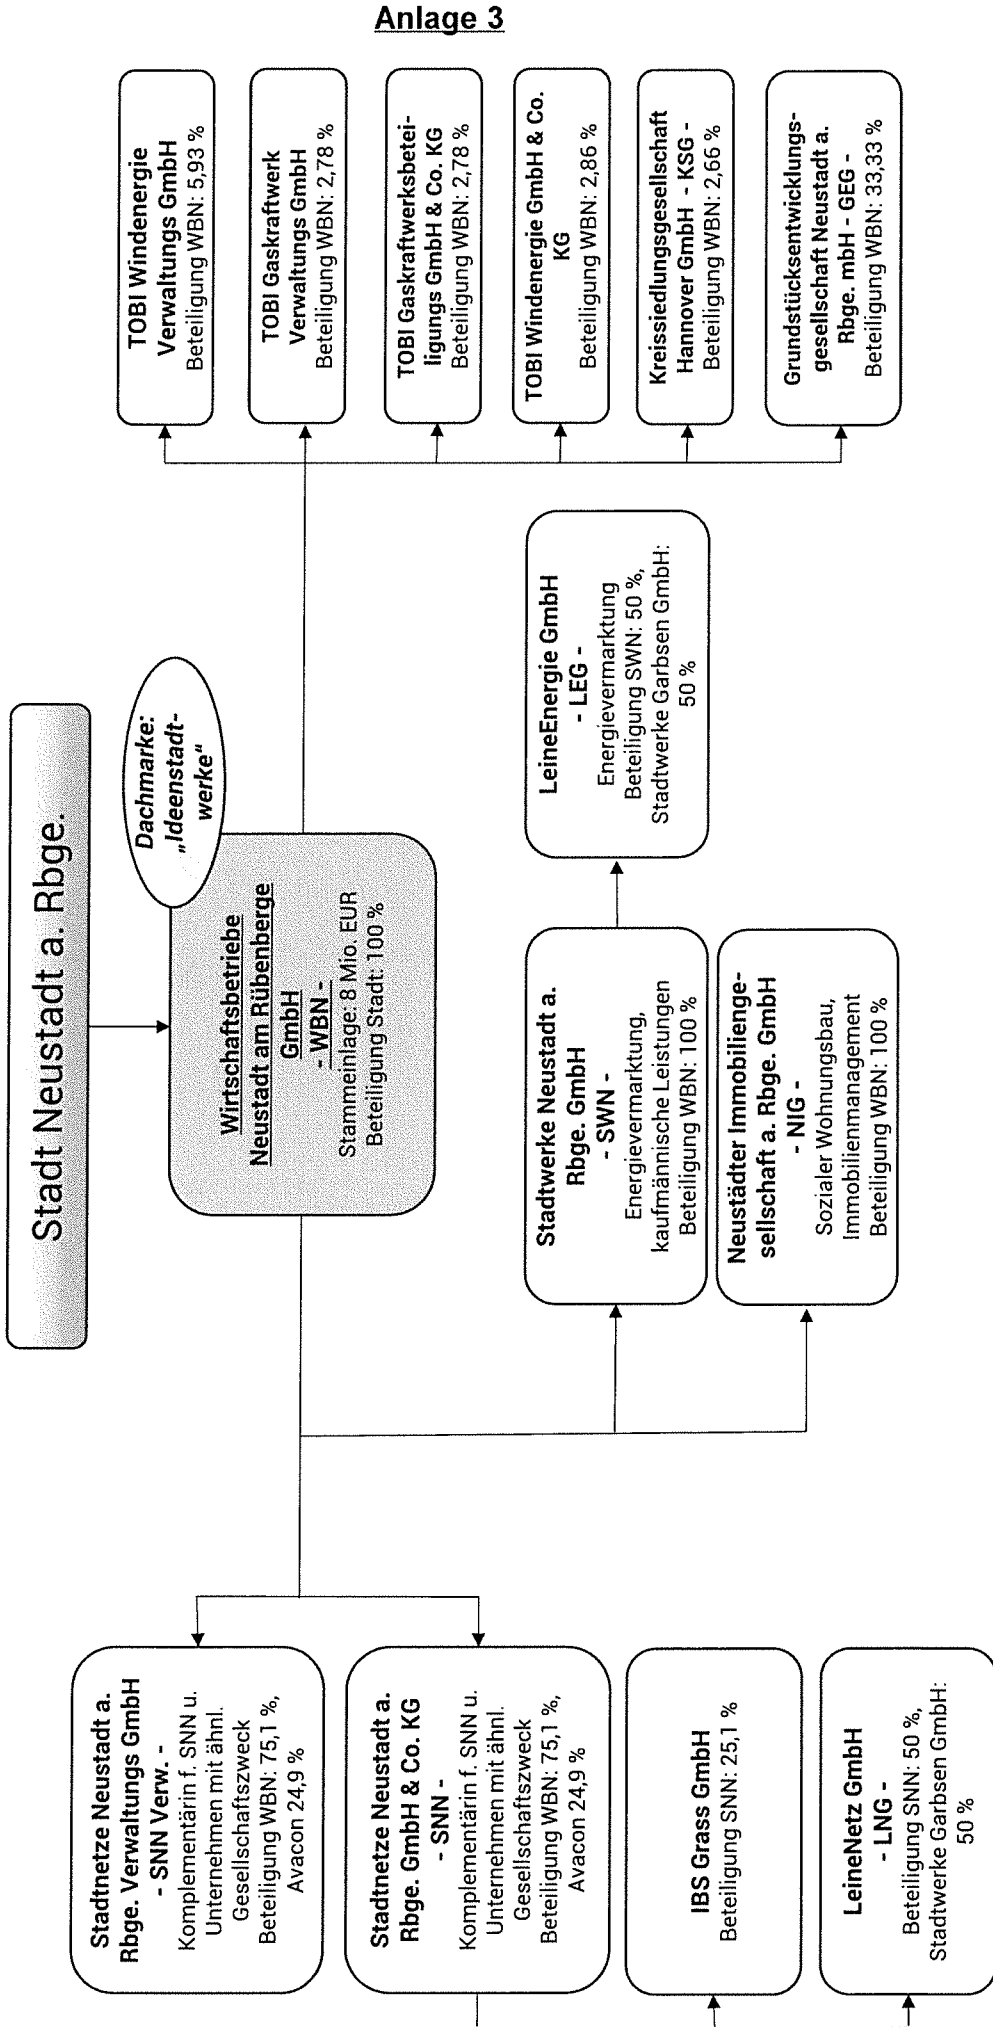 Anlage 3
Stadt Neustadt a. Rbge.
Dachmarke:
„Ideenstadt-
werke“
Wirtschaftsbetriebe
Neustadt am Rübenberge
GmbH
- WBN -
Stammeinlage: 8 Mio. EUR
Beteiligung Stadt: 100 %
Stadtnetze Neustadt a.
Rbge. Verwaltungs GmbH
- SNN Verw. -
Komplementärin f. SNN u.
Unternehmen mit ähnl.
Gesellschaftszweck
Beteiligung WBN: 75,1 %,
Avacon 24,9 %
Stadtnetze Neustadt a.
Rbge. GmbH & Co. KG
- SNN -
Komplementärin f. SNN u.
Unternehmen mit ähnl.
Gesellschaftszweck
Beteiligung WBN: 75,1 %,
Avacon 24,9 %
IBS Grass GmbH
Beteiligung SNN: 25,1 %
LeineNetz GmbH
- LNG -
Beteiligung SNN: 50 %,
Stadtwerke Garbsen GmbH:
50 %
Stadtwerke Neustadt a.
Rbge. GmbH
- SWN -
Energievermarktung,
kaufmännische Leistungen
Beteiligung WBN: 100 %
Neustädter Immobilienge-
sellschaft a. Rbge. GmbH
- NIG -
Sozialer Wohnungsbau,
Immobilienmanagement
Beteiligung WBN: 100 %
LeineEnergie GmbH
- LEG -
Energievermarktung
Beteiligung SWN: 50 %,
Stadtwerke Garbsen GmbH:
50 %
TOBI Windenergie
Verwaltungs GmbH
Beteiligung WBN: 5,93 %
TOBI Gaskraftwerk
Verwaltungs GmbH
Beteiligung WBN: 2,78 %
TOBI Gaskraftwerksbetei-
ligungs GmbH & Co. KG
Beteiligung WBN: 2,78 %
TOBI Windenergie GmbH & Co.
KG
Beteiligung WBN: 2,86 %
Kreissiedlungsgesellschaft
Hannover GmbH - KSG -
Beteiligung WBN: 2,66 %
Grundstücksentwicklungs-
gesellschaft Neustadt a.
Rbge. mbH - GEG -
Beteiligung WBN: 33,33 %